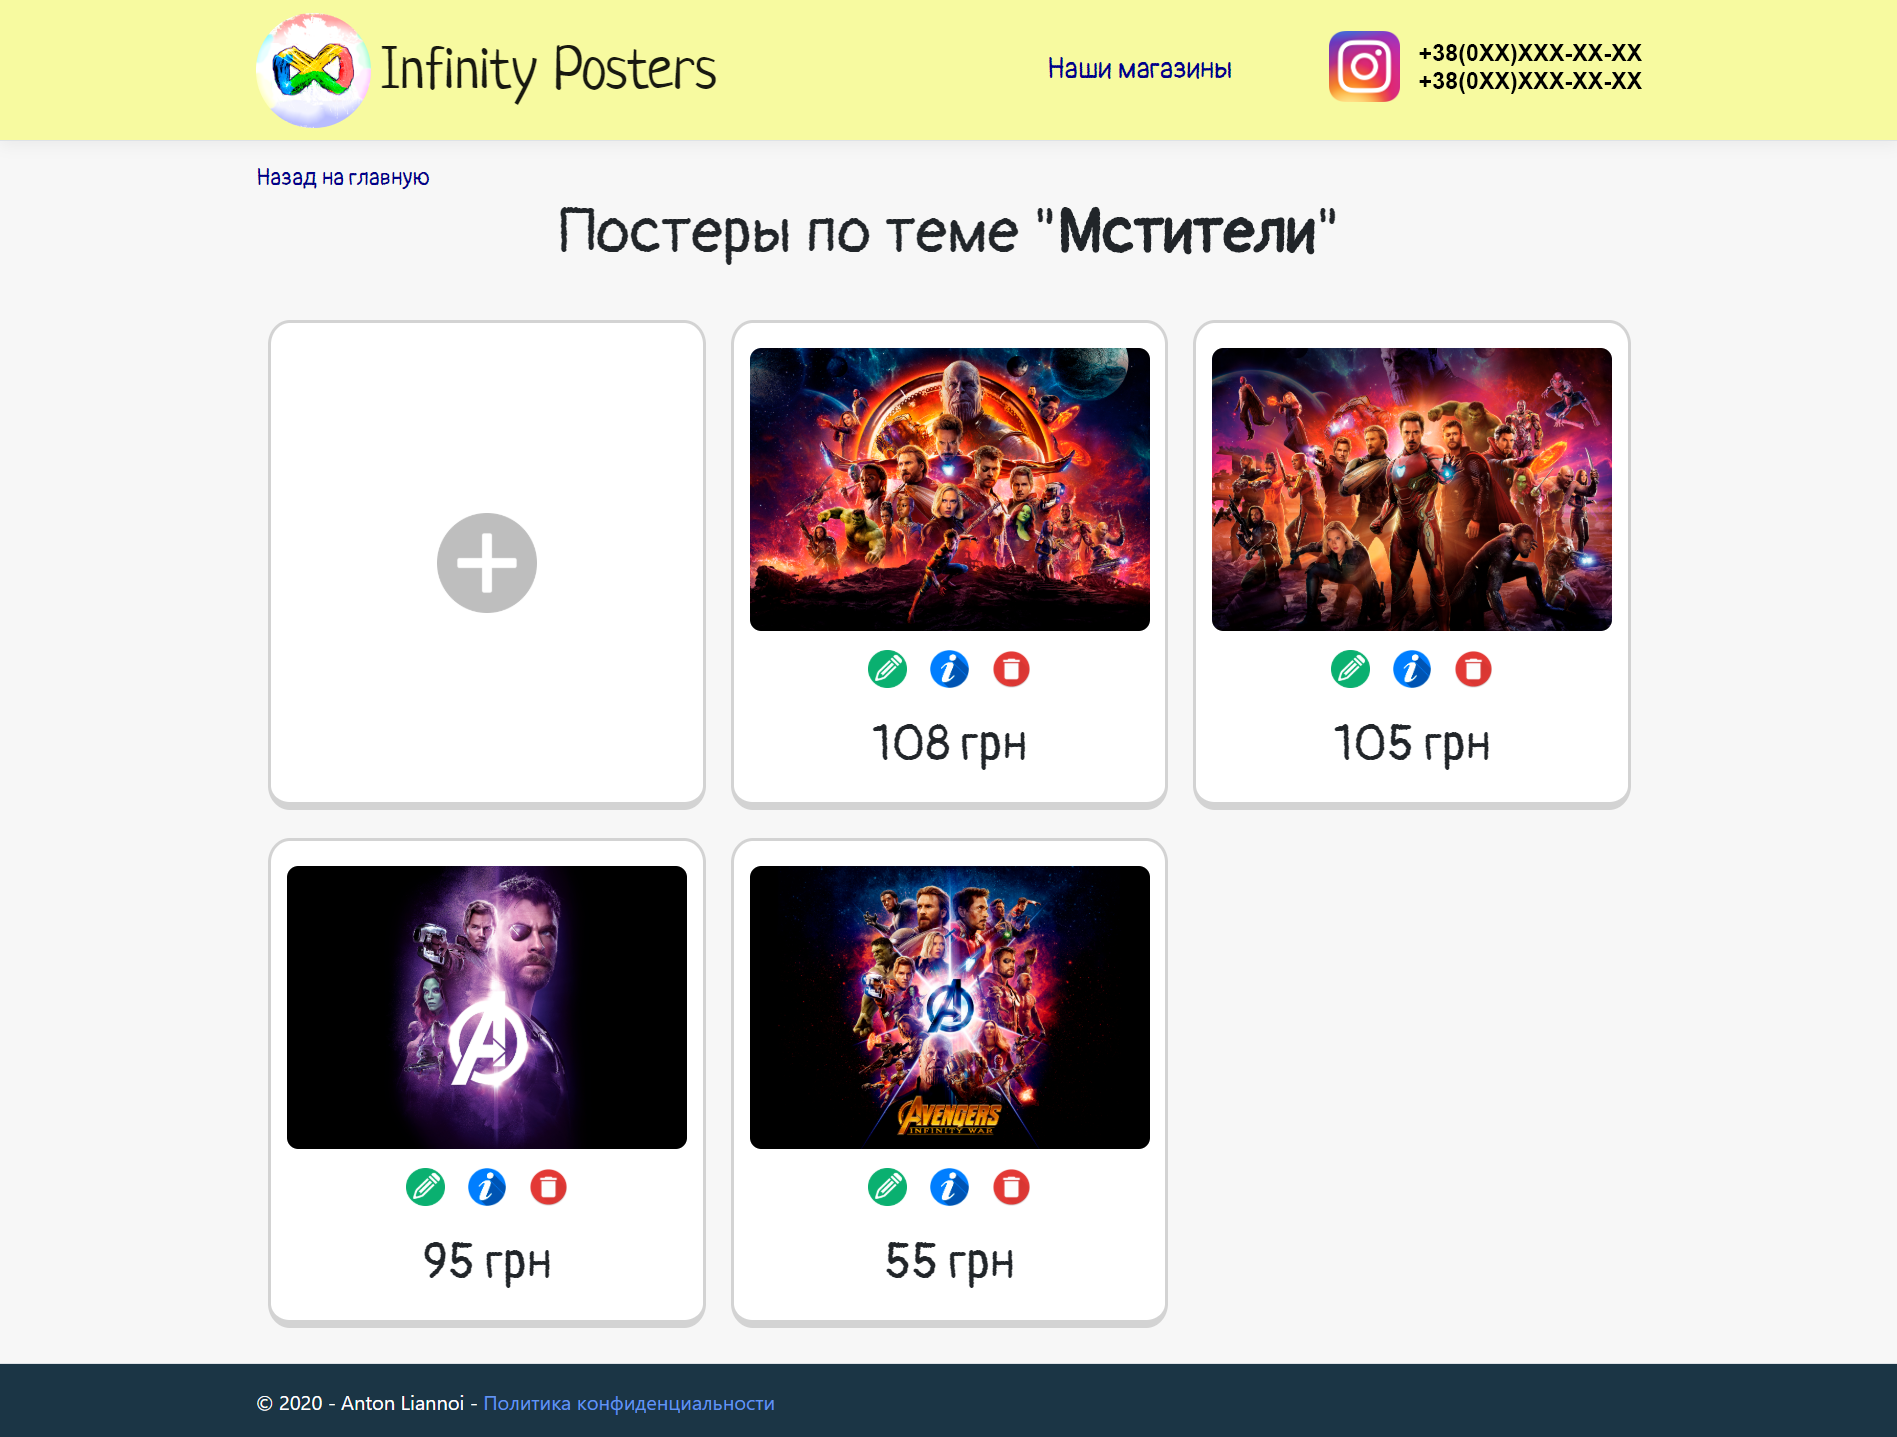 Infinity Posters
Наши магазины
+38(0XX)XXX-XX-XX
+38(0XX)XXX-XX-XX
Назад на главную
Постеры по теме "Мстители"
108 грн
105 грн
AVENGERS
INFINITY WAR
95 грн
55 грн
© 2020 - Anton Liannoi - Политика конфиденциальности